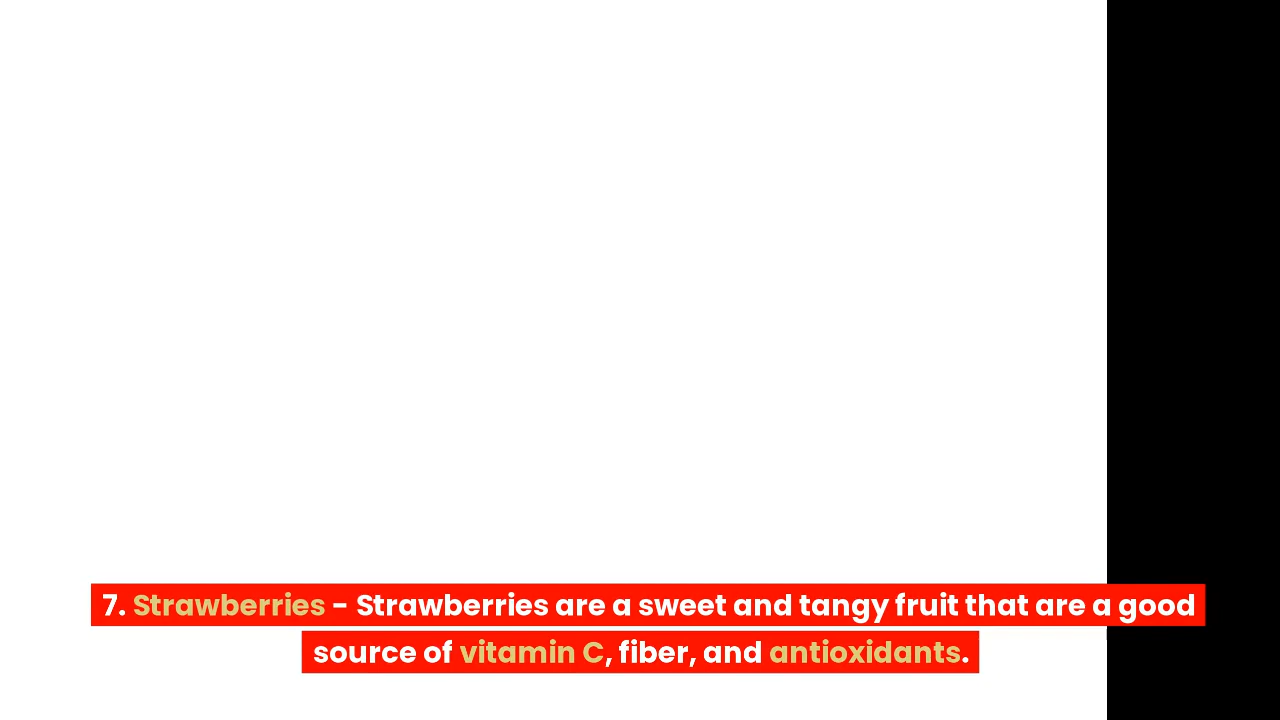 7. Strawberries - Strawberries are a sweet and tangy fruit that are a good
source of vitamin C, fiber, and antioxidants.